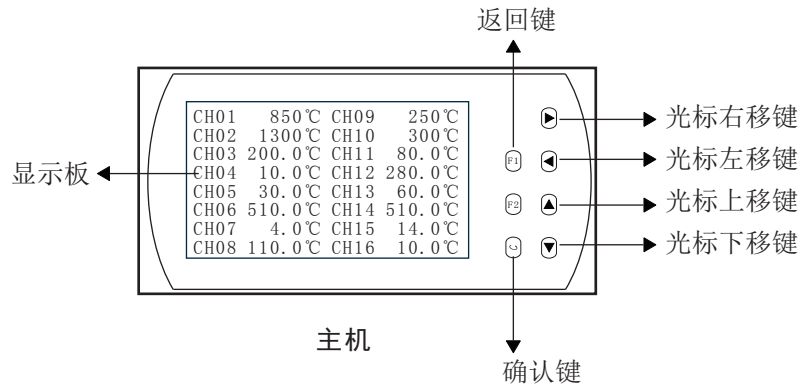 返回键
CH01 850℃ CH09 250℃
CH02 1300℃ CH10 300℃
CH03 200.0℃ CH11 80.0℃
CH04 10.0℃ CH12 280.0℃
CH05 30.0℃ CH13 60.0℃
CH06 510.0℃ CH14 510.0℃
CH07 4.0℃ CH15 14.0℃
CH08 110.0℃ CH16 10.0℃
显示板
F1
F2
光标右移键
光标左移键
光标上移键
光标下移键
主机
确认键